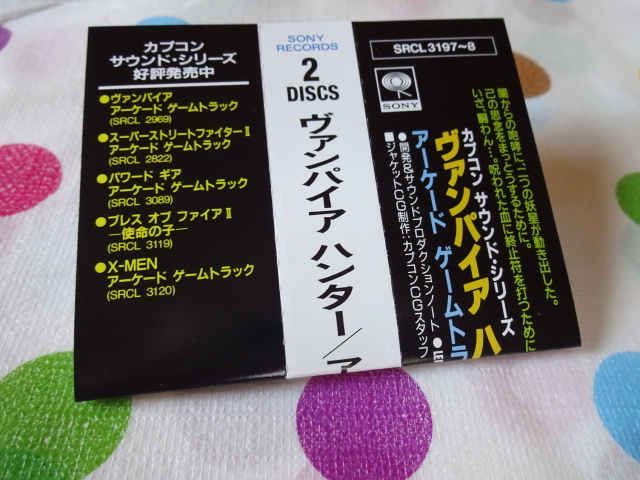 カプコン
サウンド・シリーズ
好評発売中
●ヴァンパイア
アーケード ゲームトラック
(SRCL 2969)
●スーパーストリートファイターⅡ
アーケード ゲームトラック
(SRCL 2822)
●パワード ギア
アーケード ゲームトラック
(SRCL 3089)
●ブレス オブ ファイアⅡ
—使命の子—
(SRCL 3119)
●X-MEN
アーケード ゲームトラック
(SRCL 3120)
SONY
RECORDS
2
DISCS
ヴァンパイア ハンター/ア
SRCL 3197~8
SONY
闇からの咆哮に、二つの妖星が動き出した。
己の思念をまっとうするために。
いざ、闘わん…。呪われた血に終止符を打つために
カプコン サウンド・シリーズ
ヴァンパイア ハ
アーケード ゲームトラ
●開発&サウンドプロダクションノート ●
■ジャケットCG制作:カプコンCGスタッフ